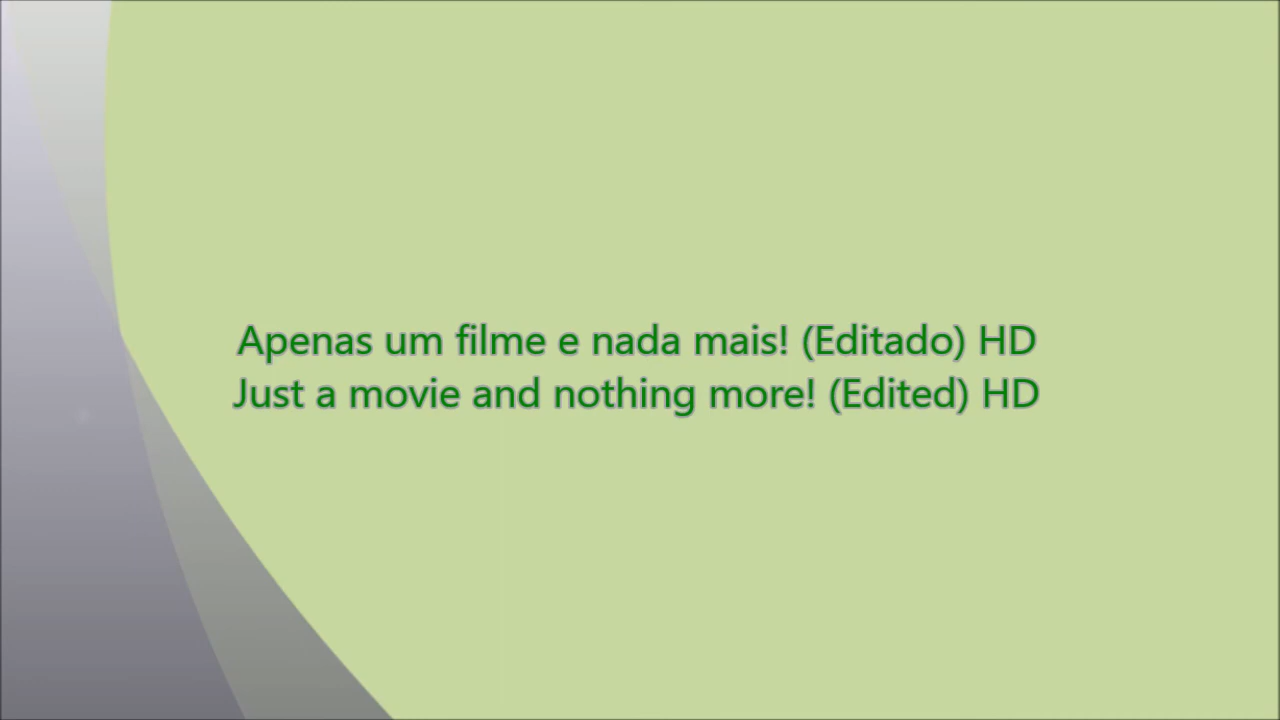 Apenas um filme e nada mais! (Editado) HD
Just a movie and nothing more! (Edited) HD